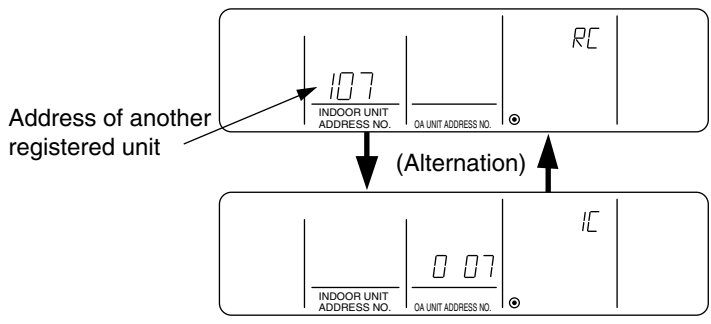 RC
107
INDOOR UNIT
ADDRESS NO.
OA UNIT ADDRESS NO.
Address of another
registered unit
(Alternation)
IC
0 07
INDOOR UNIT
ADDRESS NO.
OA UNIT ADDRESS NO.